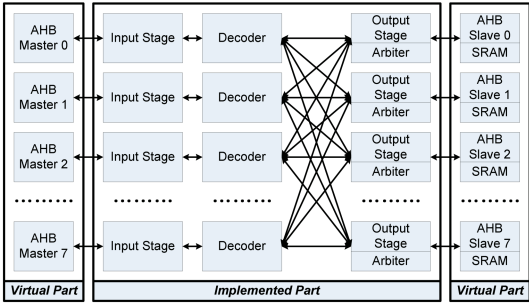 AHB
Master 0
Input Stage
Decoder
Output
Stage
Arbiter
AHB
Slave 0
SRAM
AHB
Master 1
Input Stage
Decoder
Output
Stage
Arbiter
AHB
Slave 1
SRAM
AHB
Master 2
Input Stage
Decoder
Output
Stage
Arbiter
AHB
Slave 2
SRAM
AHB
Master 7
Input Stage
Decoder
Output
Stage
Arbiter
AHB
Slave 7
SRAM
Virtual Part
Implemented Part
Virtual Part